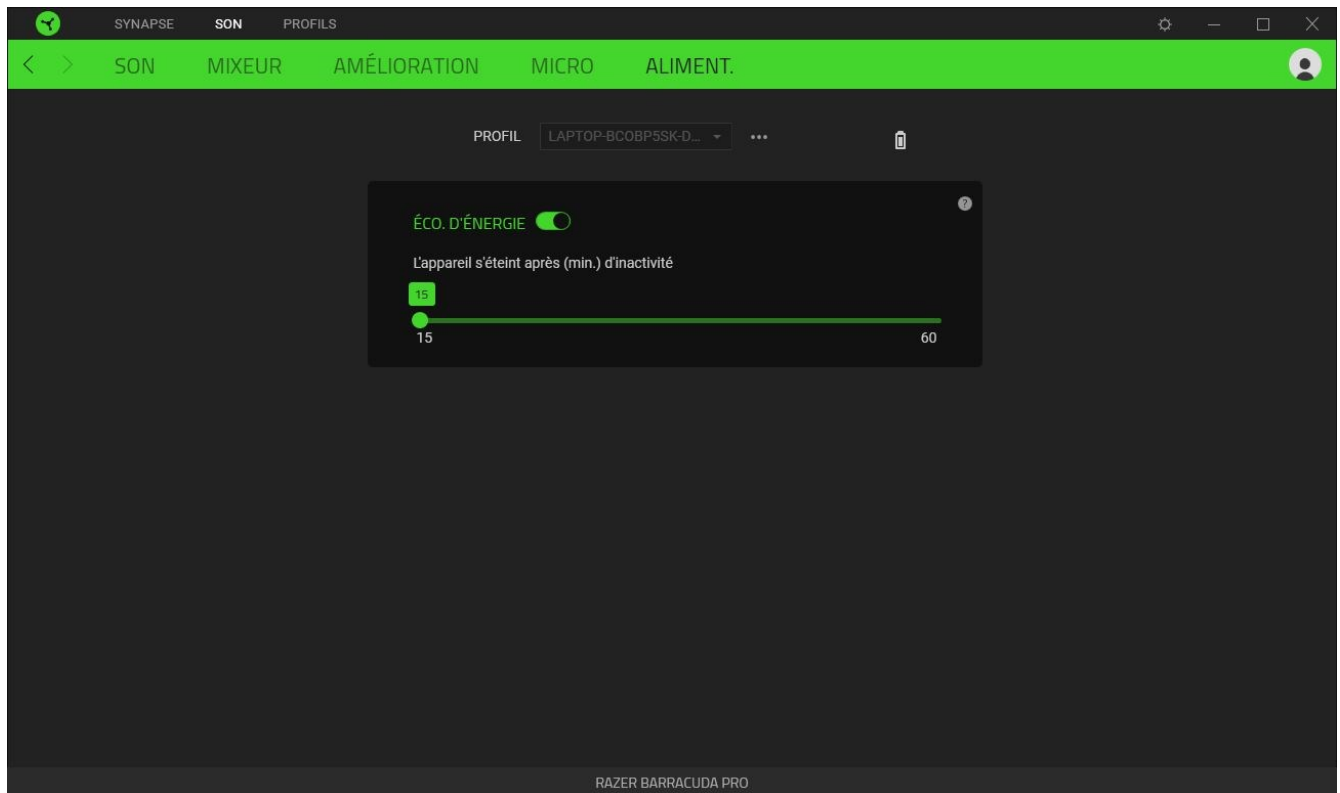 SYNAPSE SON PROFILS
SON MIXEUR AMÉLIORATION MICRO ALIMENT.
PROFIL LAPTOP-BCOBP5SK-D... ...
ÉCO. D'ÉNERGIE
L'appareil s'éteint après (min.) d'inactivité
15
15 60
RAZER BARRACUDA PRO